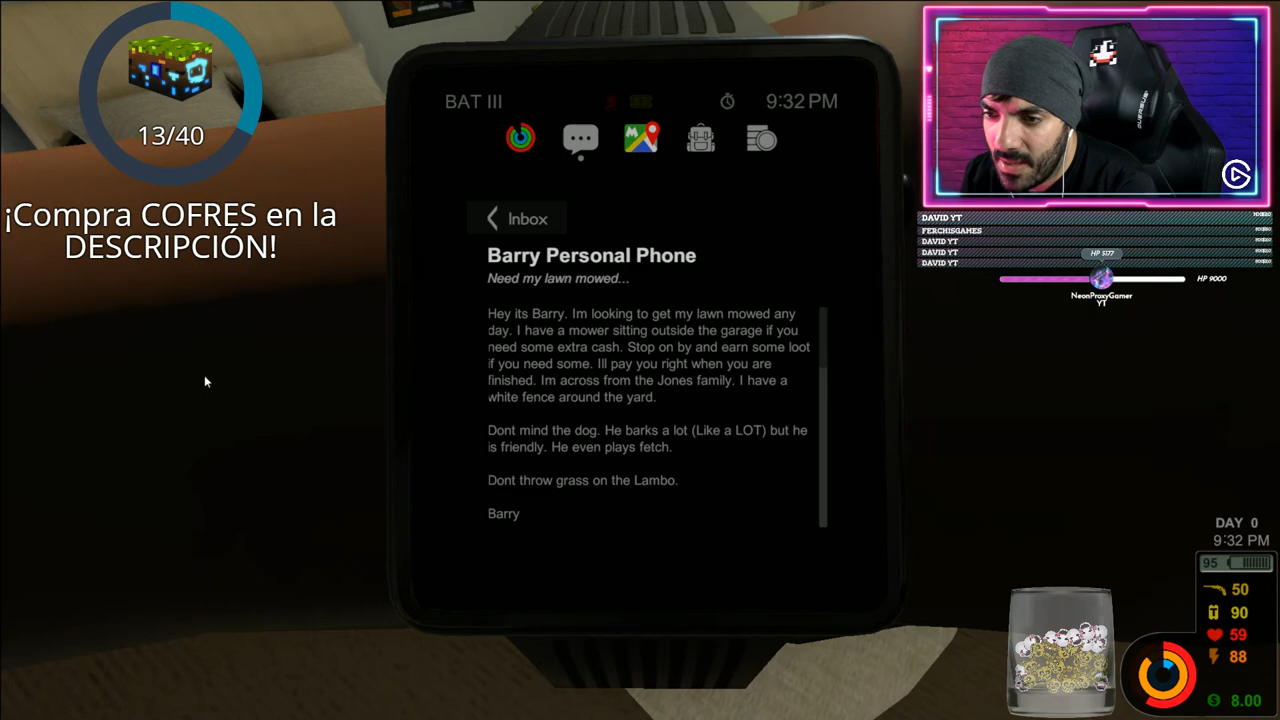 13/40
¡Compra COFRES en la
DESCRIPCIÓN!
BAT III
9:32 PM
Inbox
Barry Personal Phone
Need my lawn mowed...
Hey its Barry. Im looking to get my lawn mowed any
day. I have a mower sitting outside the garage if you
need some extra cash. Stop on by and earn some loot
if you need some. Ill pay you right when you are
finished. Im across from the Jones family. I have a
white fence around the yard.
Dont mind the dog. He barks a lot (Like a LOT) but he
is friendly. He even plays fetch.
Dont throw grass on the Lambo.
Barry
DAVID YT
FERCHISGAMES
DAVID YT
DAVID YT
DAVID YT
HP 5177
HP 9000
NeonProxyGamer
YT
DAY 0
9:32 PM
95
50
90
59
88
8.00